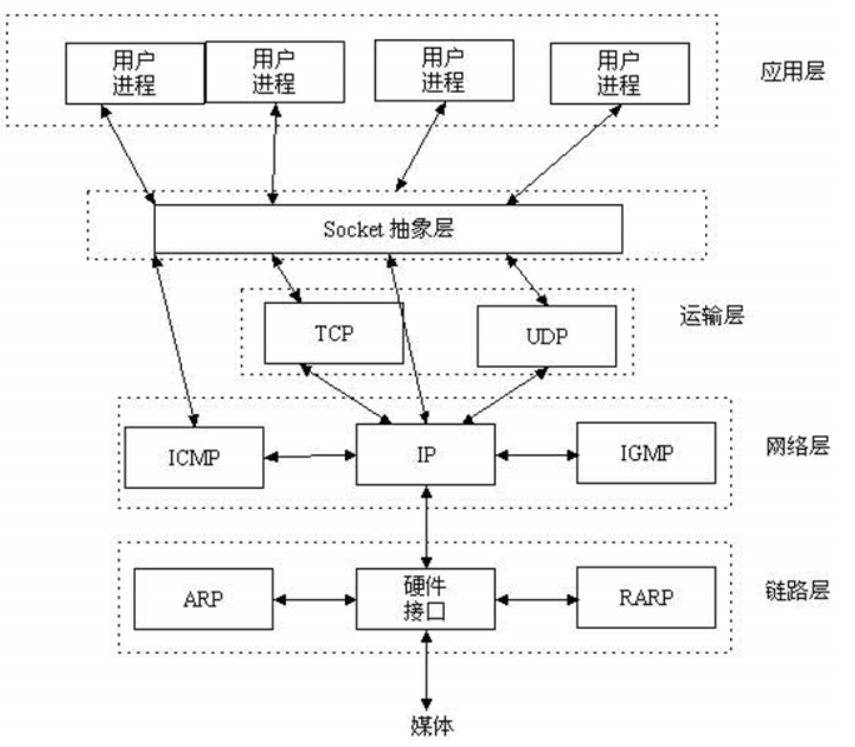 用户
进程
用户
进程
用户
进程
用户
进程
应用层
Socket 抽象层
TCP
UDP
运输层
ICMP
IP
IGMP
网络层
ARP
硬件
接口
RARP
链路层
媒体